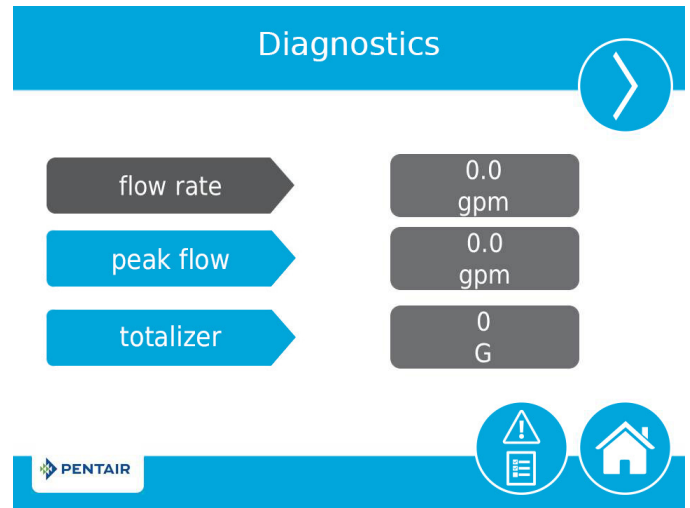 Diagnostics
flow rate
0.0
gpm
peak flow
0.0
gpm
totalizer
0
G
PENTAIR